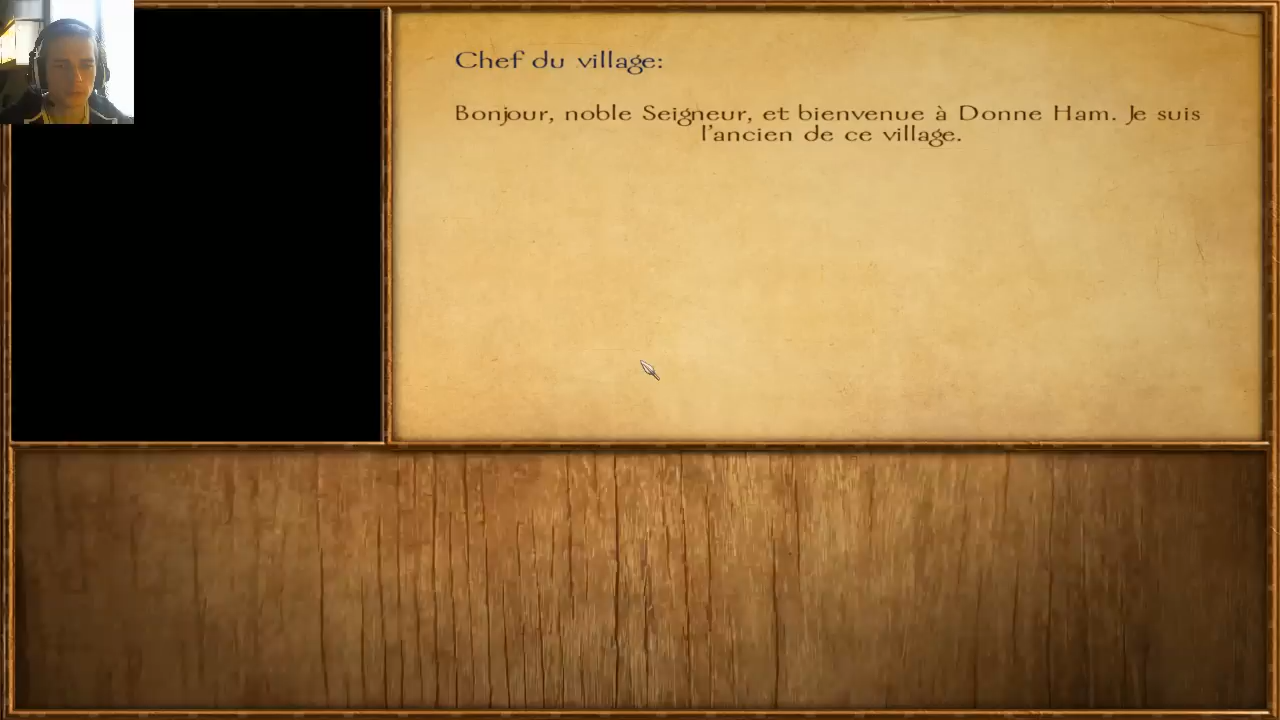 Chef du village:
Bonjour, noble Seigneur, et bienvenue à Donne Ham. Je suis
l'ancien de ce village.